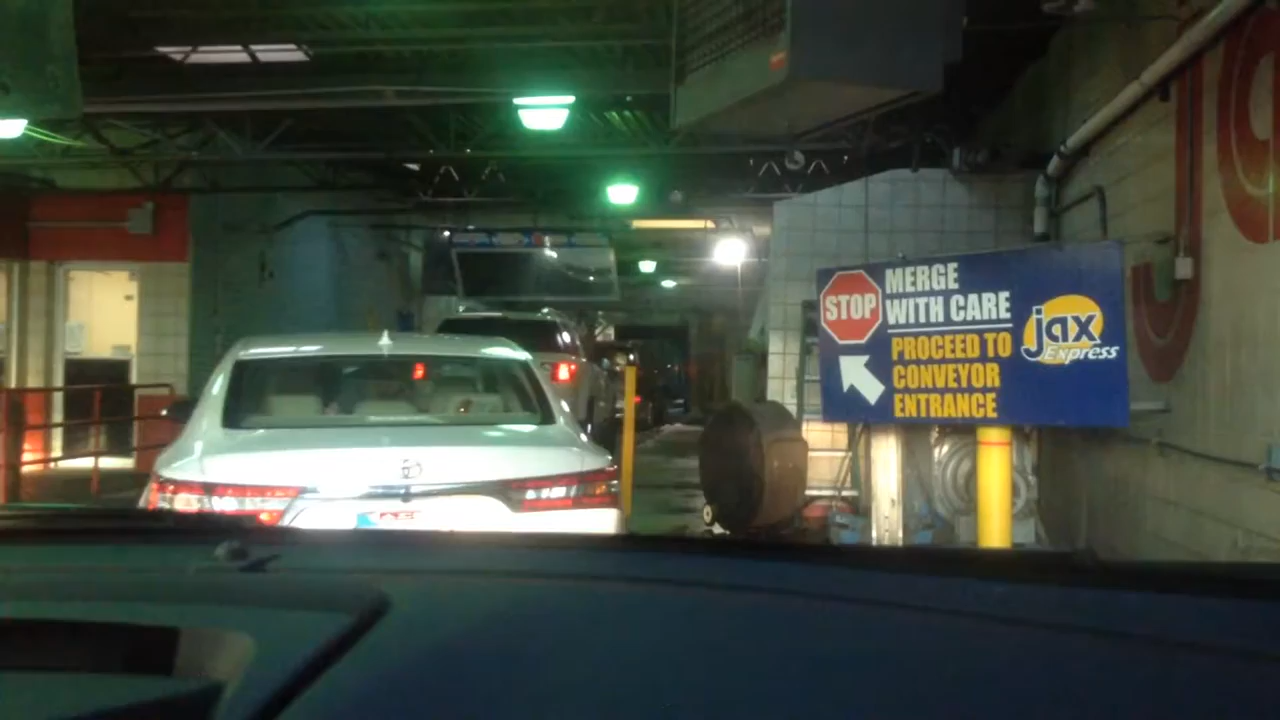 STOP
MERGE
WITH CARE
PROCEED TO
CONVEYOR
ENTRANCE
jax
Express